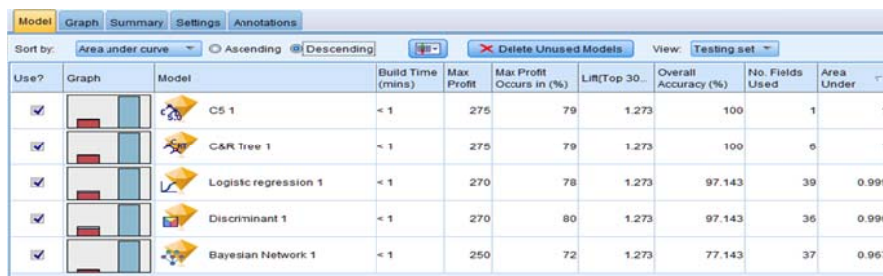 Model Graph Summary Settings Annotations
Sort by: Area under curve Ascending Descending Delete Unused Models View: Testing set
Use? Graph Model Build Time (mins) Max Profit Max Profit Occurs in (%) Lift(Top 30... Overall Accuracy (%) No. Fields Used Area Under
C5 1 < 1 275 79 1.273 100 1
C&R Tree 1 < 1 275 79 1.273 100 6
Logistic regression 1 < 1 270 78 1.273 97.143 39
Discriminant 1 < 1 270 80 1.273 97.143 36
Bayesian Network 1 < 1 250 72 1.273 77.143 37